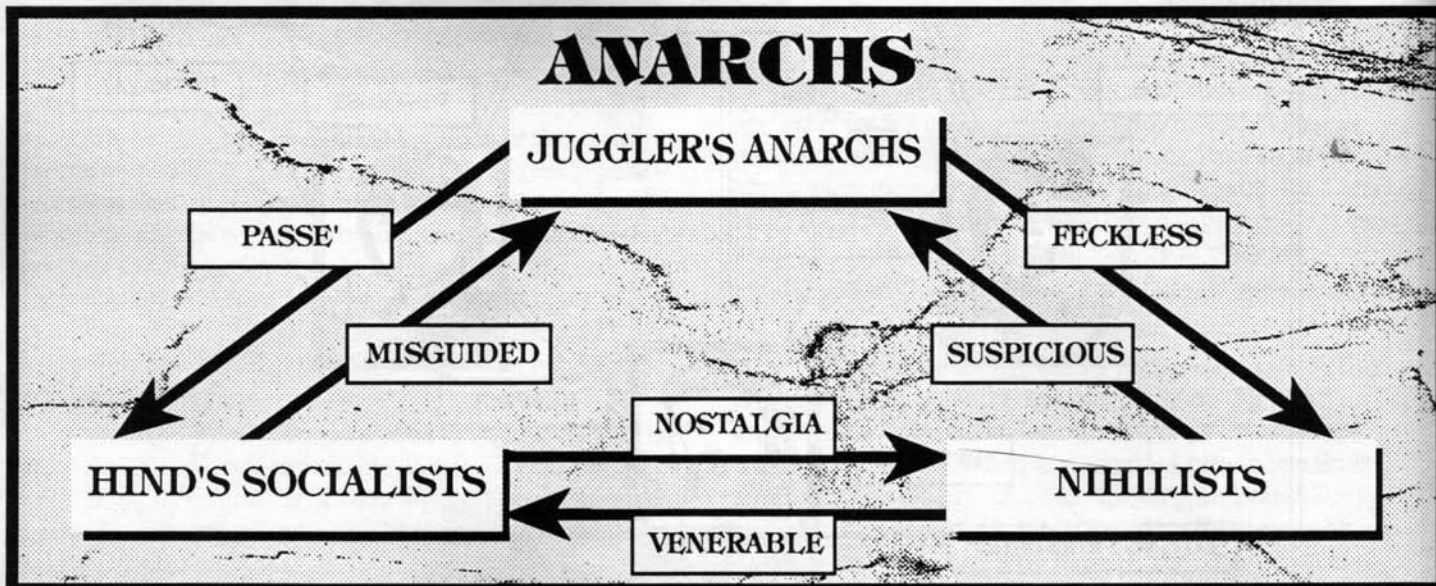 ANARCHS
JUGGLER'S ANARCHS
PASSE'
FECKLESS
MISGUIDED
SUSPICIOUS
NOSTALGIA
HIND'S SOCIALISTS
NIHILISTS
VENERABLE